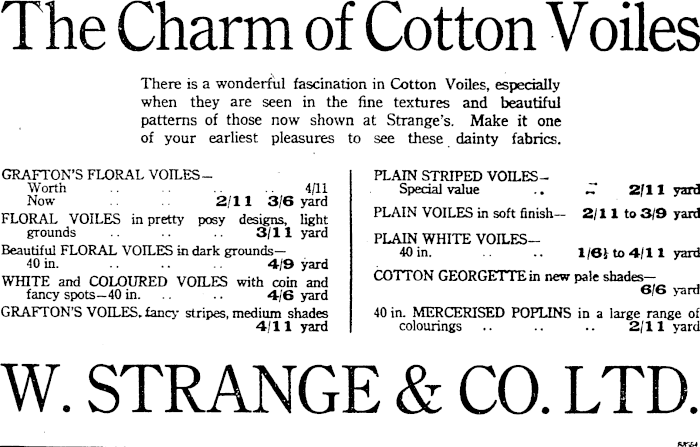 The Charm of Cotton Voiles
There is a wonderful fascination in Cotton Voiles, especially
when they are seen in the fine textures and beautiful
patterns of those now shown at Strange's. Make it one
of your earliest pleasures to see these dainty fabrics.
GRAFTON'S FLORAL VOILES—
Worth .. .. .. .. 4/11
Now .. .. 2/11 3/6 yard
FLORAL VOILES in pretty posy designs, light
grounds .. .. .. 3/11 yard
Beautiful FLORAL VOILES in dark grounds—
40 in. .. .. .. 4/9 yard
WHITE and COLOURED VOILES with coin and
fancy spots—40 in. .. .. 4/6 yard
GRAFTON'S VOILES, fancy stripes, medium shades
4/11 yard
PLAIN STRIPED VOILES—
Special value .. .. 2/11 yard
PLAIN VOILES in soft finish— 2/11 to 3/9 yard
PLAIN WHITE VOILES—
40 in. .. .. 1/6½ to 4/11 yard
COTTON GEORGETTE in new pale shades—
6/6 yard
40 in. MERCERISED POPLINS in a large range of
colourings .. .. .. 2/11 yard
W. STRANGE & CO. LTD.